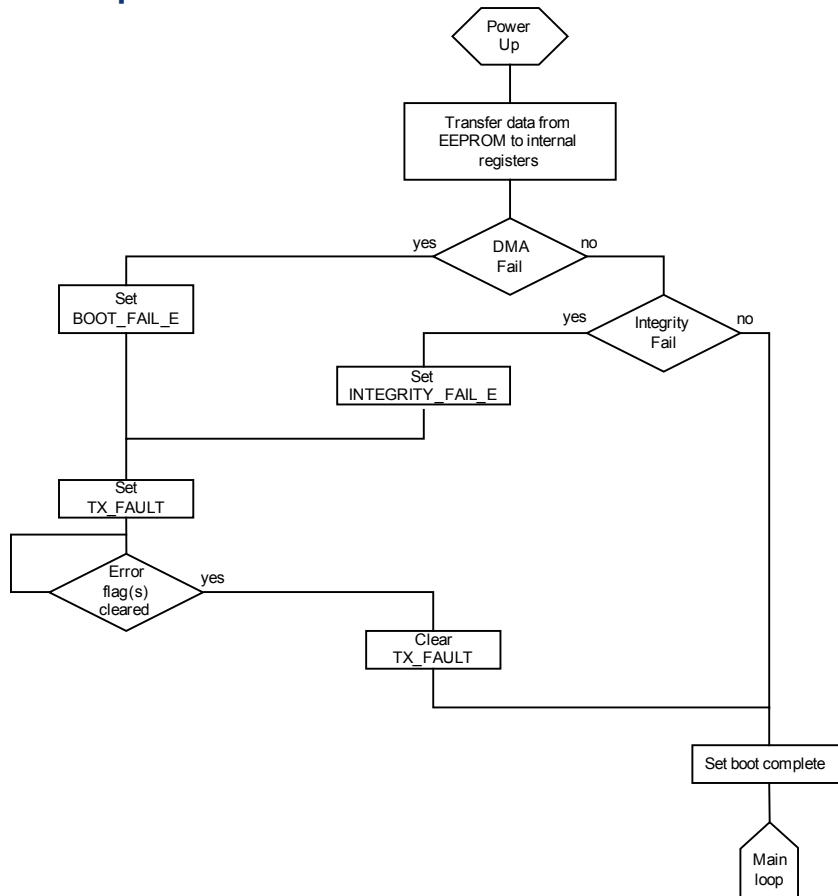 Power
Up
Transfer data from
EEPROM to internal
registers
yes
DMA
Fail
no
Set
BOOT_FAIL_E
yes
Integrity
Fail
no
Set
INTEGRITY_FAIL_E
Set
TX_FAULT
Error
flag(s)
cleared
yes
Clear
TX_FAULT
Set boot complete
Main
loop